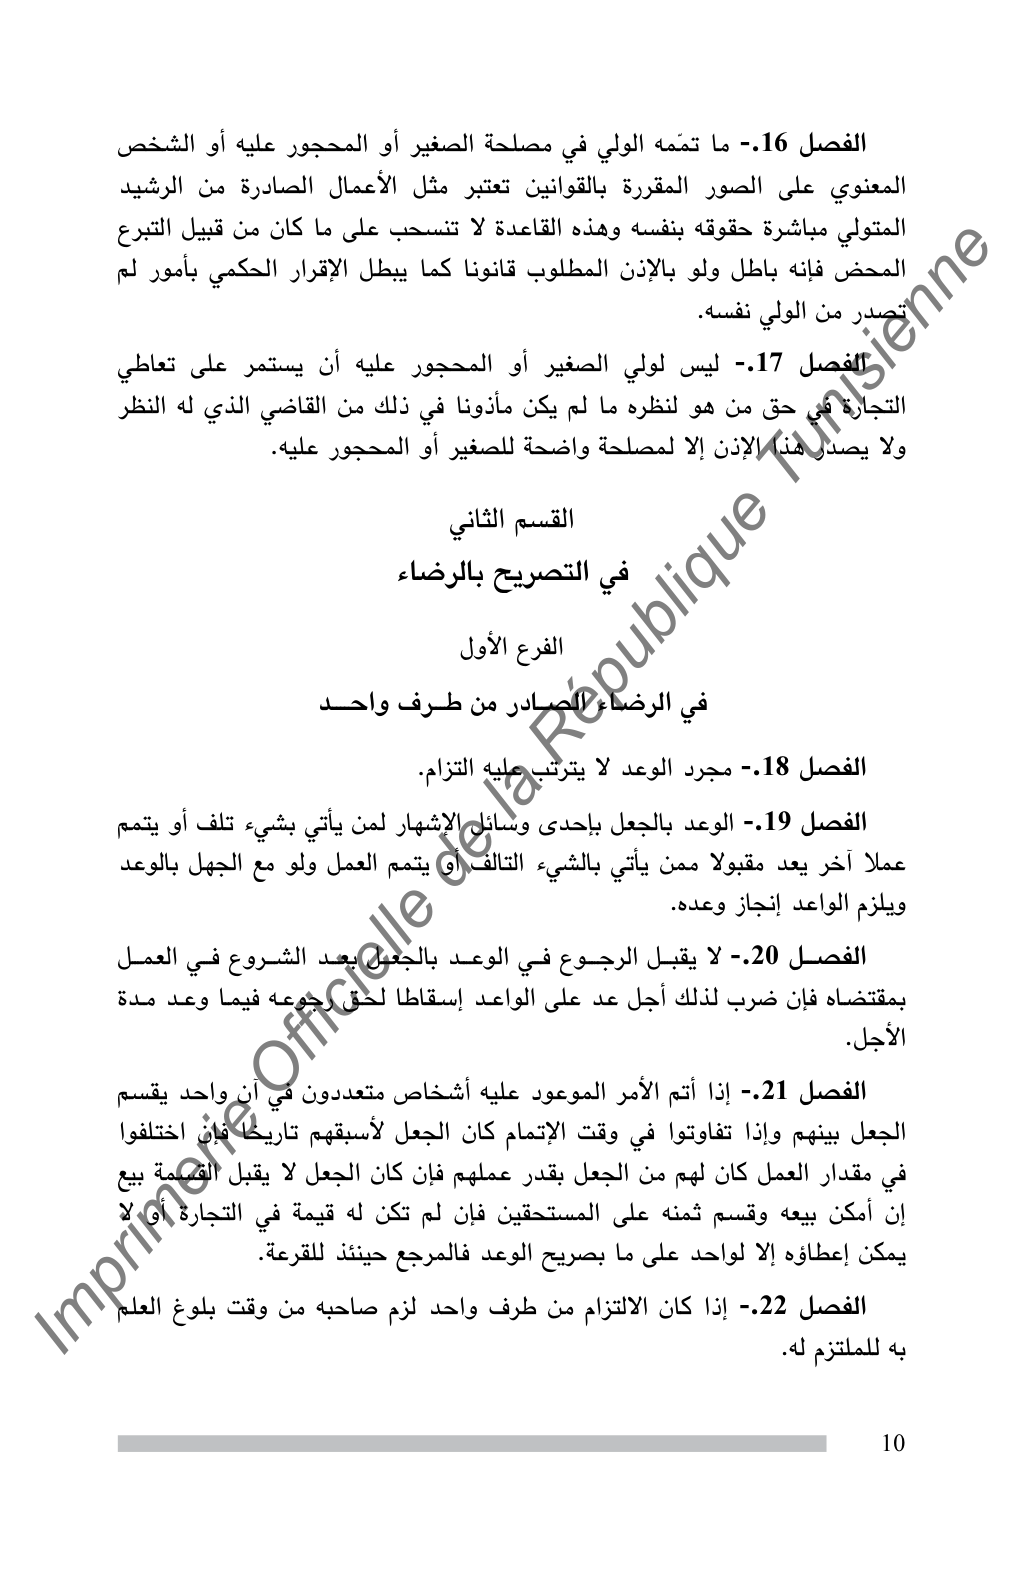 الفصل 16.- ما تمّمه الولي في مصلحة الصغير أو المحجور عليه أو الشخص
المعنوي على الصور المقررة بالقوانين تعتبر مثل الأعمال الصادرة من الرشيد
المتولي مباشرة حقوقه بنفسه وهذه القاعدة لا تنسحب على ما كان من قبيل التبرع
المحض فإنه باطل ولو بالإذن المطلوب قانونا كما يبطل الإقرار الحكمي بأمور لم
تصدر من الولي نفسه.
الفصل 17.- ليس لولي الصغير أو المحجور عليه أن يستمر على تعاطي
التجارة في حق من هو لنظره ما لم يكن مأذونا في ذلك من القاضي الذي له النظر
ولا يصدر هذا الإذن إلا لمصلحة واضحة للصغير أو المحجور عليه.
القسم الثاني
في التصريح بالرضاء
الفرع الأول
في الرضاء الصادر من طرف واحد
الفصل 18.- مجرد الوعد لا يترتب عليه التزام.
الفصل 19.- الوعد بالجعل بإحدى وسائل الإشهار لمن يأتي بشيء تلف أو يتمم
عملا آخر يعد مقبولا ممن يأتي بالشيء التالف أو يتمم العمل ولو مع الجهل بالوعد
ويلزم الواعد إنجاز وعده.
الفصل 20.- لا يقبل الرجوع في الوعد بالجعل بعد الشروع في العمل
بمقتضاه فإن ضرب لذلك أجل عد على الواعد إسقاطا لحق رجوعه فيما وعد مدة
الأجل.
الفصل 21.- إذا أتم الأمر الموعود عليه أشخاص متعددون في آن واحد يقسم
الجعل بينهم وإذا تفاوتوا في وقت الإتمام كان الجعل لأسبقهم تاريخا فإن اختلفوا
في مقدار العمل كان لهم من الجعل بقدر عملهم فإن كان الجعل لا يقبل القسمة بيع
إن أمكن بيعه وقسم ثمنه على المستحقين فإن لم تكن له قيمة في التجارة أو لا
يمكن إعطاؤه إلا لواحد على ما بصريح الوعد فالمرجع حينئذ للقرعة.
الفصل 22.- إذا كان الالتزام من طرف واحد لزم صاحبه من وقت بلوغ العلم
به للملتزم له.
10
Imprimerie Officielle de la République Tunisienne